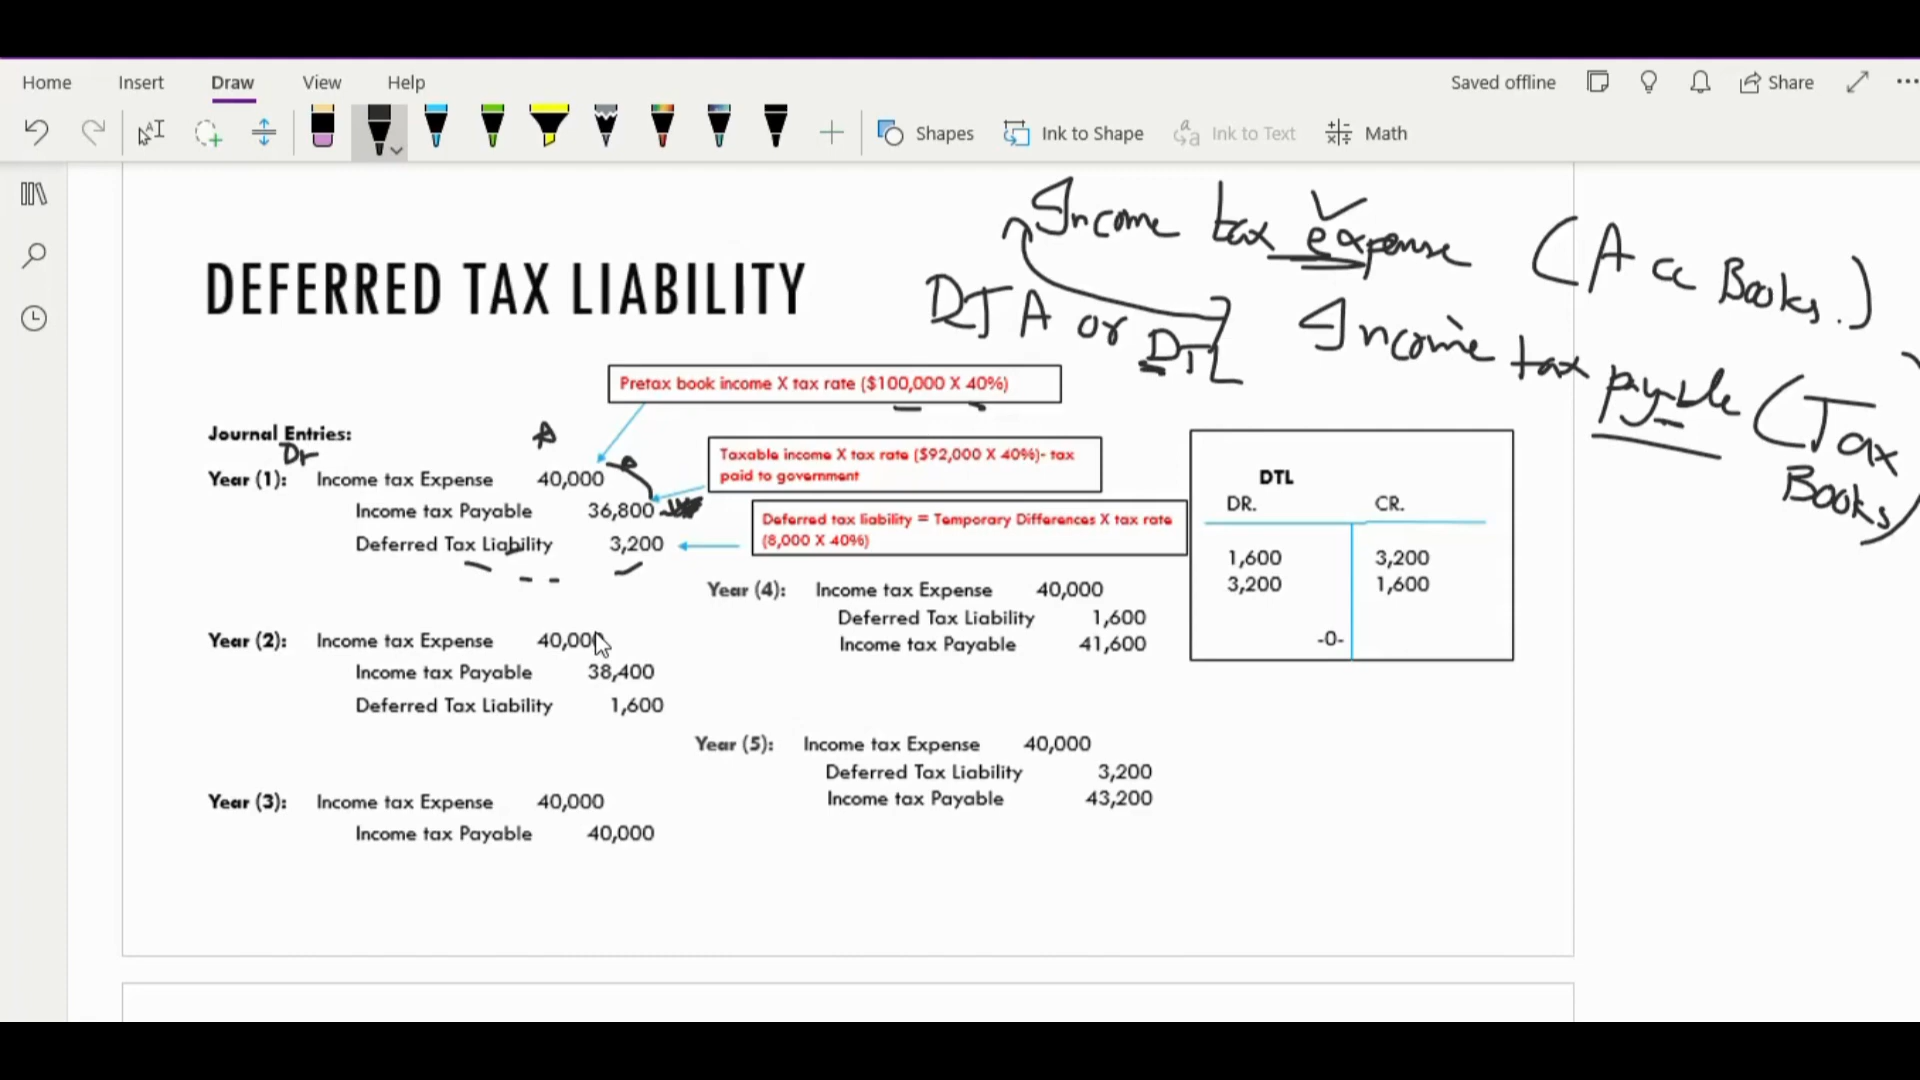 Home Insert Draw View Help Saved offline Share
Shapes Ink to Shape Ink to Text Math
Income tax expense (Acc Books.)
DEFERRED TAX LIABILITY
DTA or DTL Income tax payable (Tax Books)
Pretax book income X tax rate ($100,000 X 40%)
Journal Entries:
Dr
Year (1): Income tax Expense 40,000
Income tax Payable 36,800
Deferred Tax Liability 3,200
Taxable income X tax rate ($92,000 X 40%)- tax
paid to government
Deferred tax liability = Temporary Differences X tax rate
(8,000 X 40%)
DTL
DR. CR.
1,600 3,200
3,200 1,600
-0-
Year (2): Income tax Expense 40,000
Income tax Payable 38,400
Deferred Tax Liability 1,600
Year (3): Income tax Expense 40,000
Income tax Payable 40,000
Year (4): Income tax Expense 40,000
Deferred Tax Liability 1,600
Income tax Payable 41,600
Year (5): Income tax Expense 40,000
Deferred Tax Liability 3,200
Income tax Payable 43,200